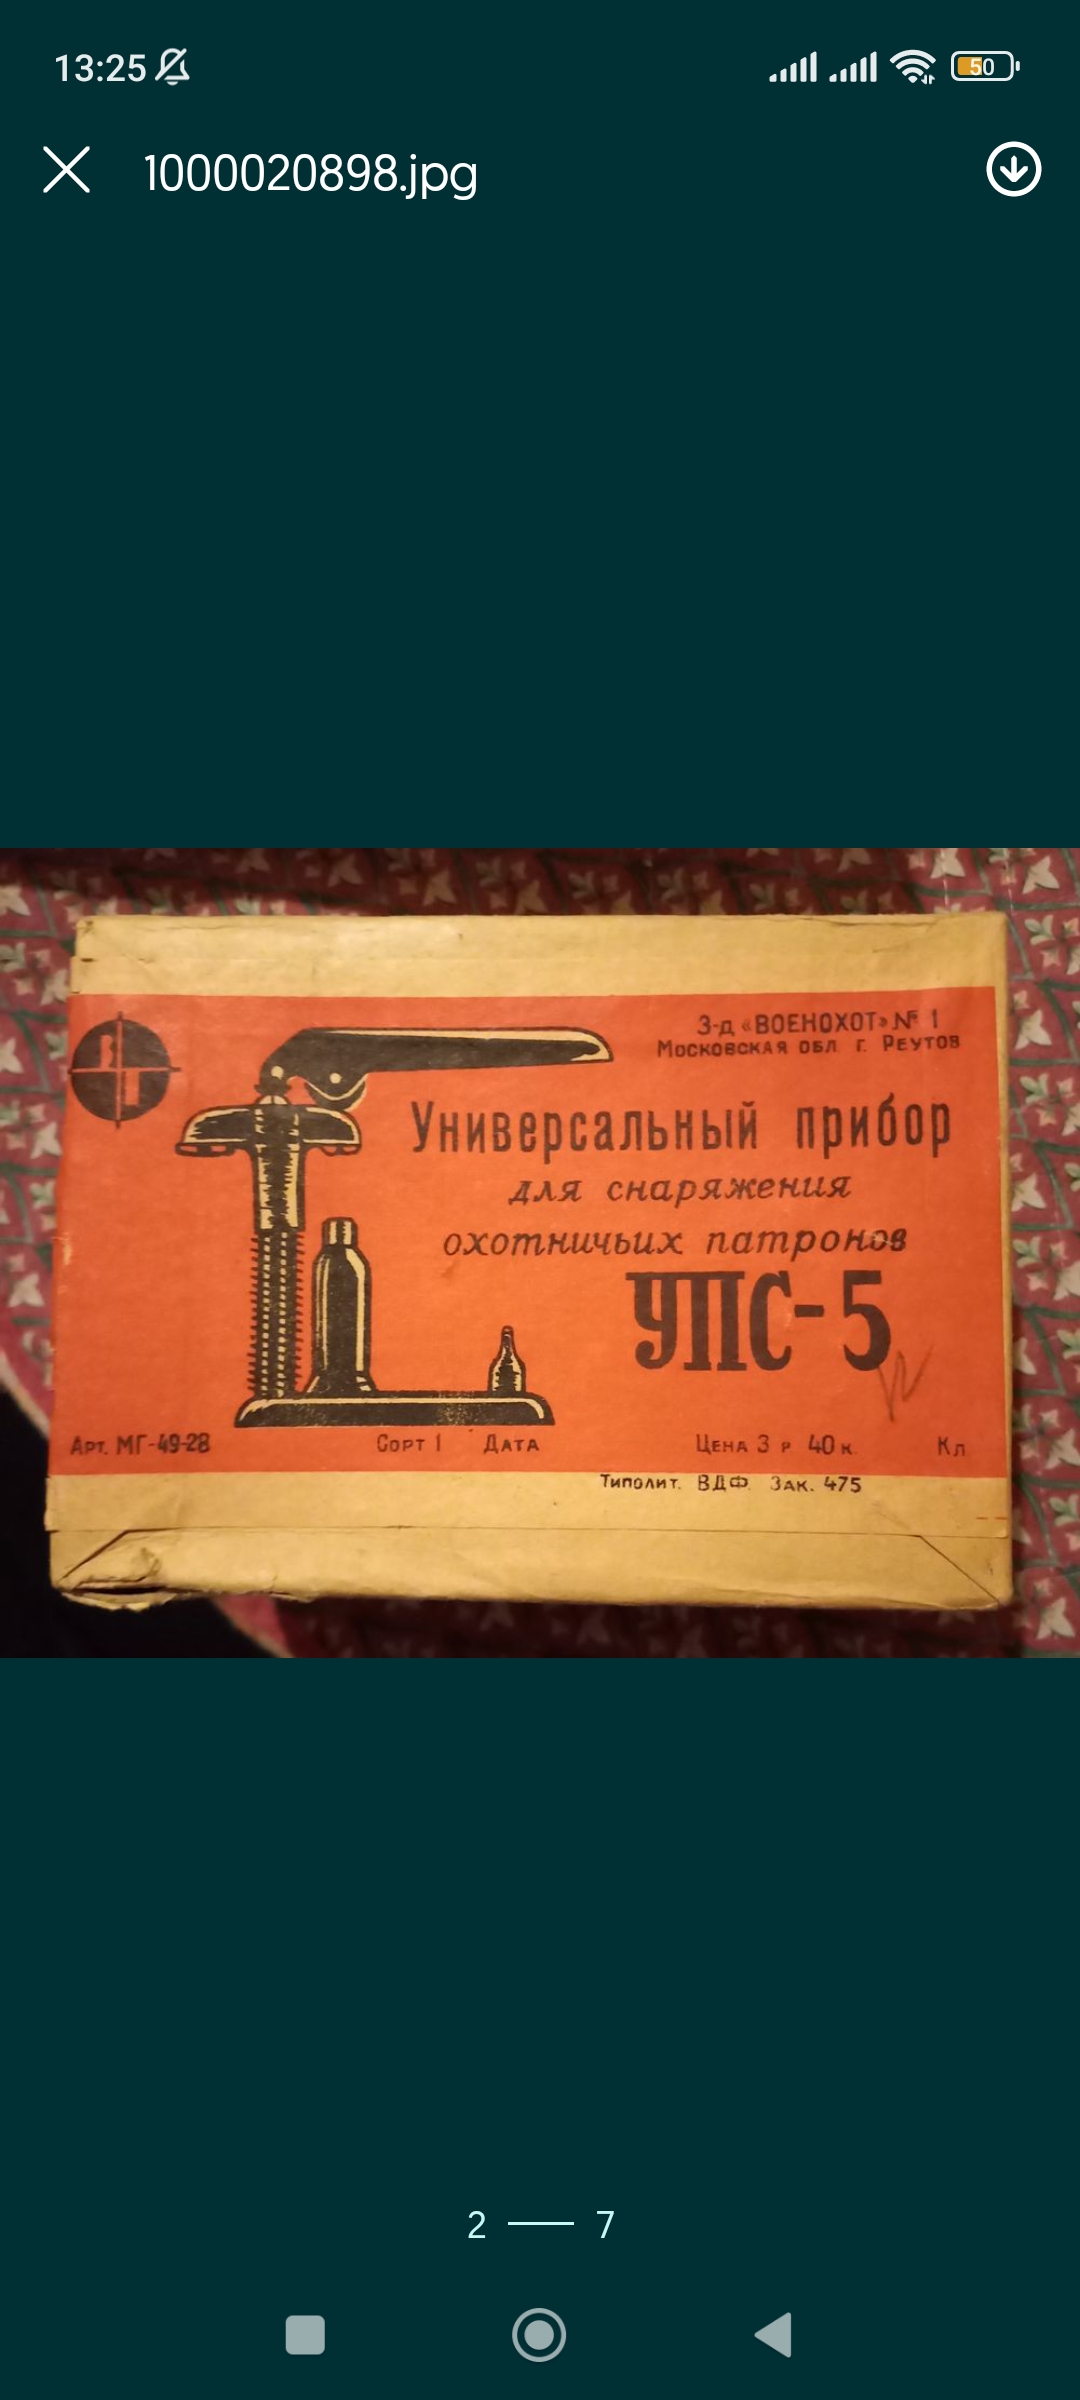 13:25
50
1000020898.jpg
З-д «ВОЕНОХОТ» № 1
Московская обл г. Реутов
Универсальный прибор
для снаряжения
охотничьих патронов
УПС-5
Арт. МГ-49-28 Сорт 1 Дата Цена 3 р 40 к. Кл
Типолит. ВДФ. Зак. 475
2 — 7